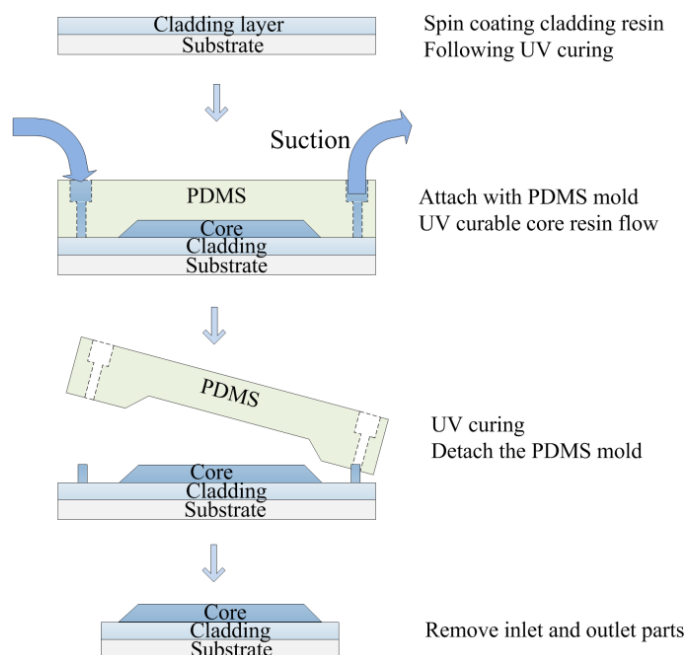 Cladding layer
Substrate
Spin coating cladding resin
Following UV curing
Suction
PDMS
Core
Cladding
Substrate
Attach with PDMS mold
UV curable core resin flow
PDMS
Core
Cladding
Substrate
UV curing
Detach the PDMS mold
Core
Cladding
Substrate
Remove inlet and outlet parts